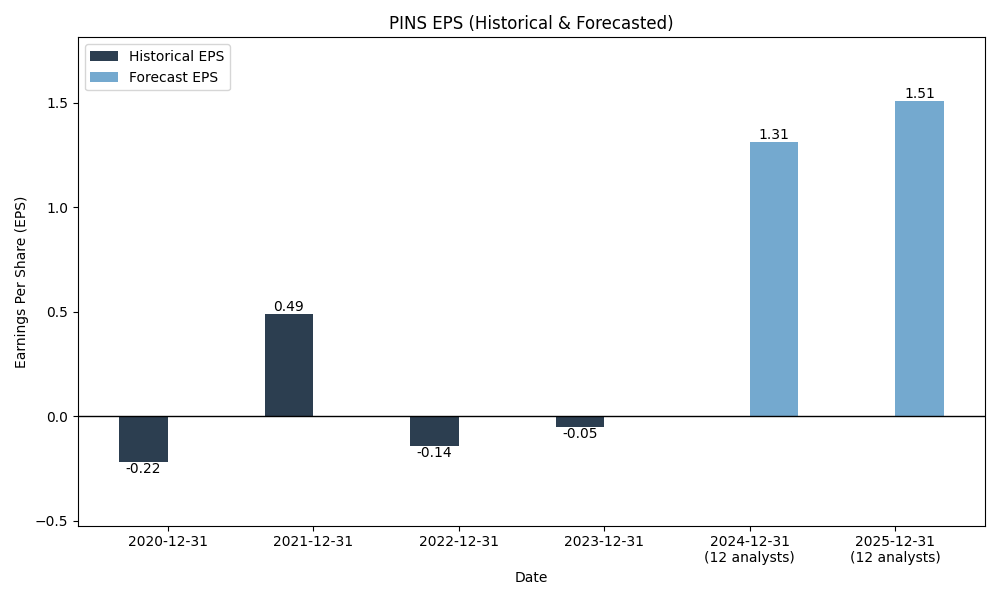 PINS EPS (Historical & Forecasted)
Historical EPS
Forecast EPS
Earnings Per Share (EPS)
1.5
1.0
0.5
0.0
−0.5
-0.22
0.49
-0.14
-0.05
1.31
1.51
2020-12-31
2021-12-31
2022-12-31
2023-12-31
2024-12-31
(12 analysts)
2025-12-31
(12 analysts)
Date